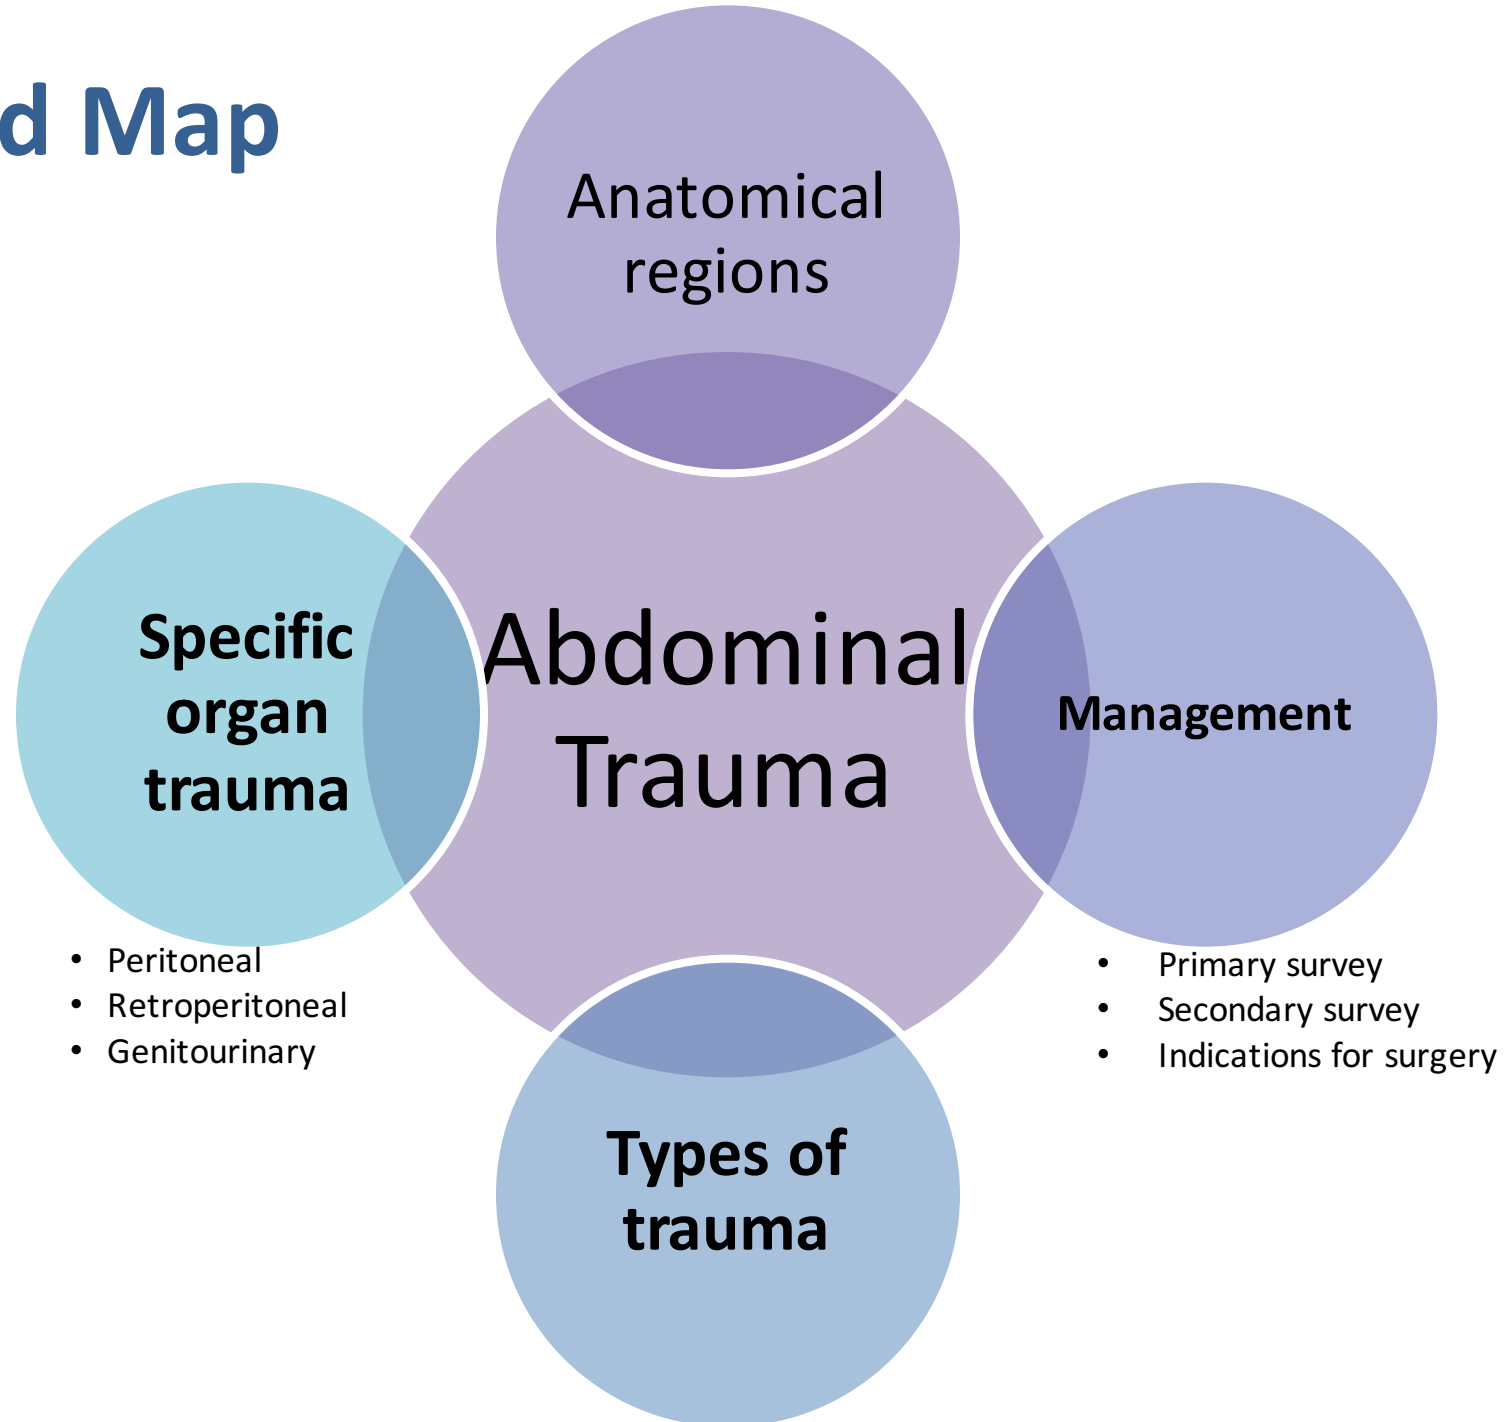 d Map
Anatomical
regions
Specific
organ
trauma
Abdominal
Trauma
Management
• Peritoneal
• Retroperitoneal
• Genitourinary
• Primary survey
• Secondary survey
• Indications for surgery
Types of
trauma